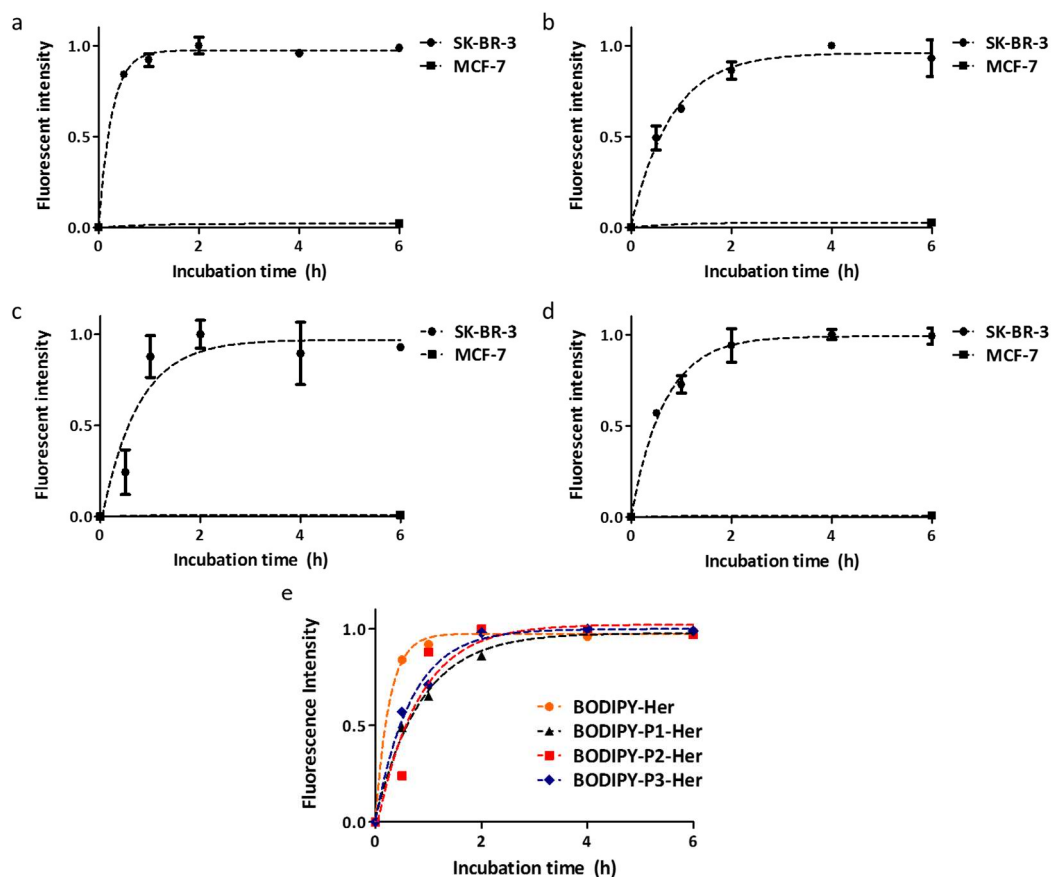 a
Fluorescent intensity
1.0
0.5
0.0
0 2 4 6
Incubation time (h)
SK-BR-3
MCF-7
b
Fluorescent intensity
1.0
0.5
0.0
0 2 4 6
Incubation time (h)
SK-BR-3
MCF-7
c
Fluorescent intensity
1.0
0.5
0.0
0 2 4 6
Incubation time (h)
SK-BR-3
MCF-7
d
Fluorescent intensity
1.0
0.5
0.0
0 2 4 6
Incubation time (h)
SK-BR-3
MCF-7
e
Fluorescence Intensity
1.0
0.5
0.0
0 2 4 6
Incubation time (h)
BODIPY-Her
BODIPY-P1-Her
BODIPY-P2-Her
BODIPY-P3-Her